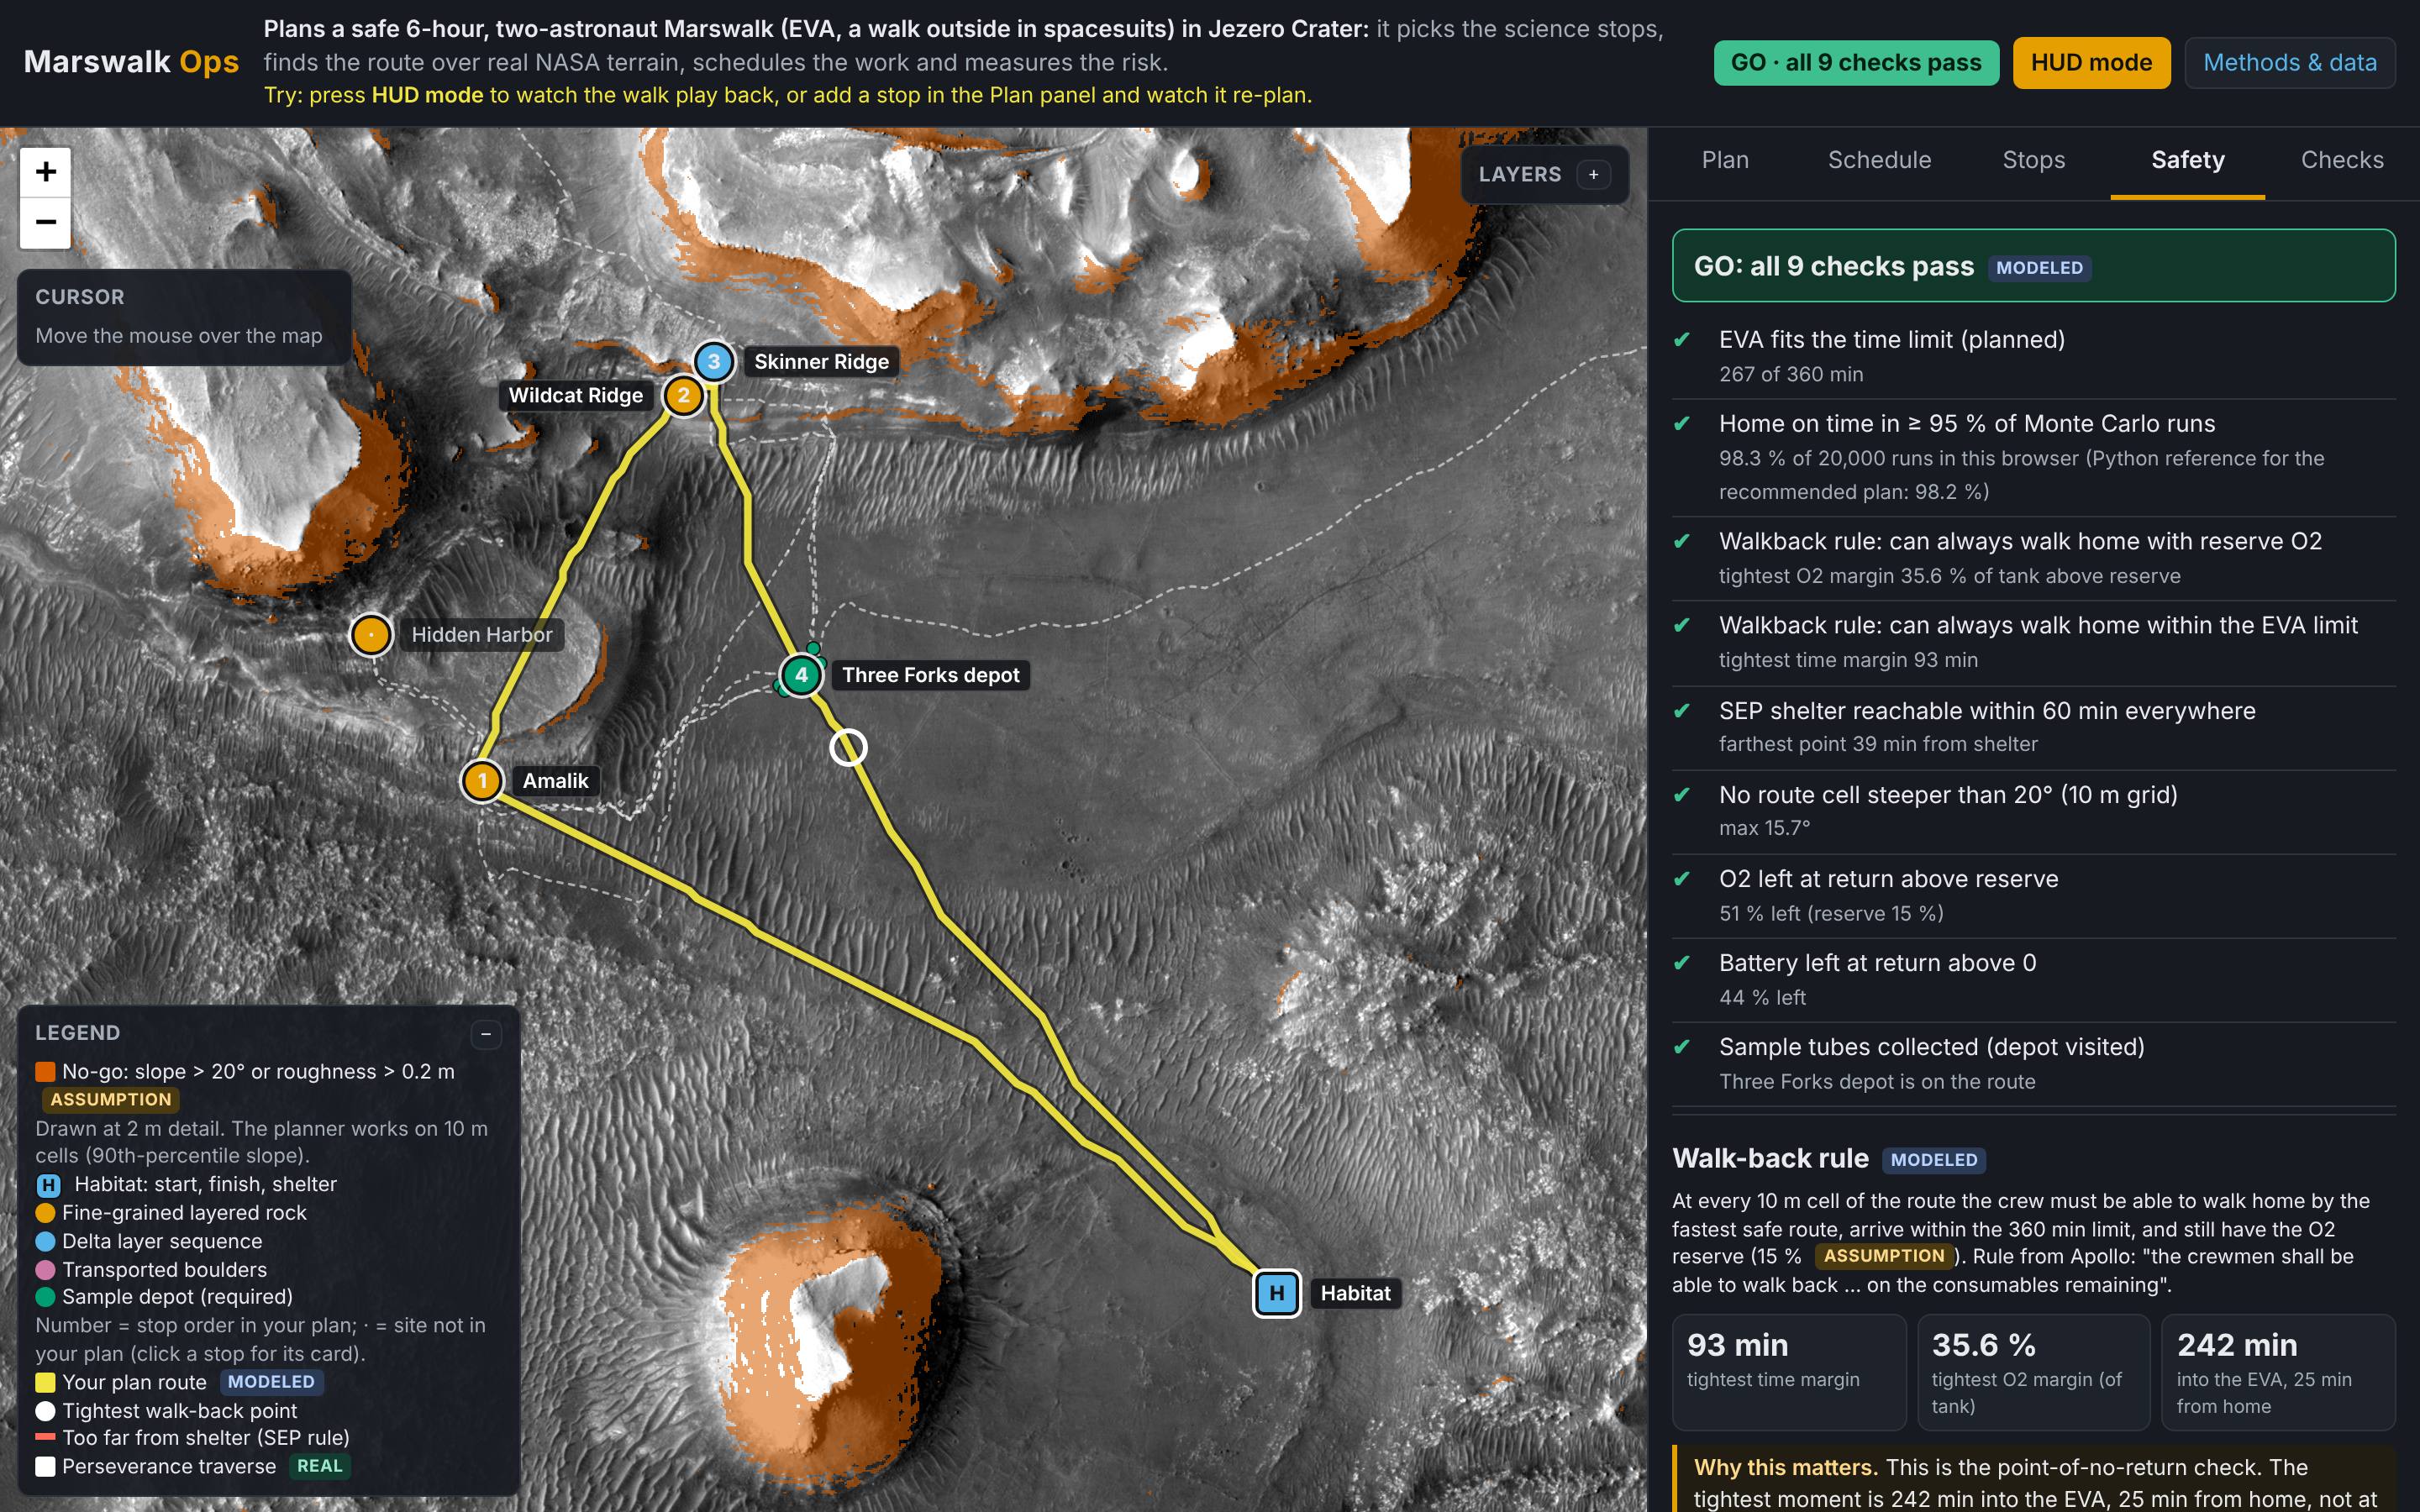 Marswalk Ops
Plans a safe 6-hour, two-astronaut Marswalk (EVA, a walk outside in spacesuits) in Jezero Crater: it picks the science stops,
finds the route over real NASA terrain, schedules the work and measures the risk.
Try: press HUD mode to watch the walk play back, or add a stop in the Plan panel and watch it re-plan.
GO · all 9 checks pass
HUD mode
Methods & data
+
−
CURSOR
Move the mouse over the map
LAYERS +
3 Skinner Ridge
Wildcat Ridge 2
· Hidden Harbor
4 Three Forks depot
1 Amalik
H Habitat
LEGEND −
No-go: slope > 20° or roughness > 0.2 m
ASSUMPTION
Drawn at 2 m detail. The planner works on 10 m
cells (90th-percentile slope).
H Habitat: start, finish, shelter
Fine-grained layered rock
Delta layer sequence
Transported boulders
Sample depot (required)
Number = stop order in your plan; · = site not in
your plan (click a stop for its card).
Your plan route MODELED
Tightest walk-back point
Too far from shelter (SEP rule)
Perseverance traverse REAL
Plan Schedule Stops Safety Checks
GO: all 9 checks pass MODELED
✔ EVA fits the time limit (planned)
267 of 360 min
✔ Home on time in ≥ 95 % of Monte Carlo runs
98.3 % of 20,000 runs in this browser (Python reference for the
recommended plan: 98.2 %)
✔ Walkback rule: can always walk home with reserve O2
tightest O2 margin 35.6 % of tank above reserve
✔ Walkback rule: can always walk home within the EVA limit
tightest time margin 93 min
✔ SEP shelter reachable within 60 min everywhere
farthest point 39 min from shelter
✔ No route cell steeper than 20° (10 m grid)
max 15.7°
✔ O2 left at return above reserve
51 % left (reserve 15 %)
✔ Battery left at return above 0
44 % left
✔ Sample tubes collected (depot visited)
Three Forks depot is on the route
Walk-back rule MODELED
At every 10 m cell of the route the crew must be able to walk home by the
fastest safe route, arrive within the 360 min limit, and still have the O2
reserve (15 % ASSUMPTION). Rule from Apollo: "the crewmen shall be
able to walk back ... on the consumables remaining".
93 min
tightest time margin
35.6 %
tightest O2 margin (of
tank)
242 min
into the EVA, 25 min
from home
Why this matters. This is the point-of-no-return check. The
tightest moment is 242 min into the EVA, 25 min from home, not at